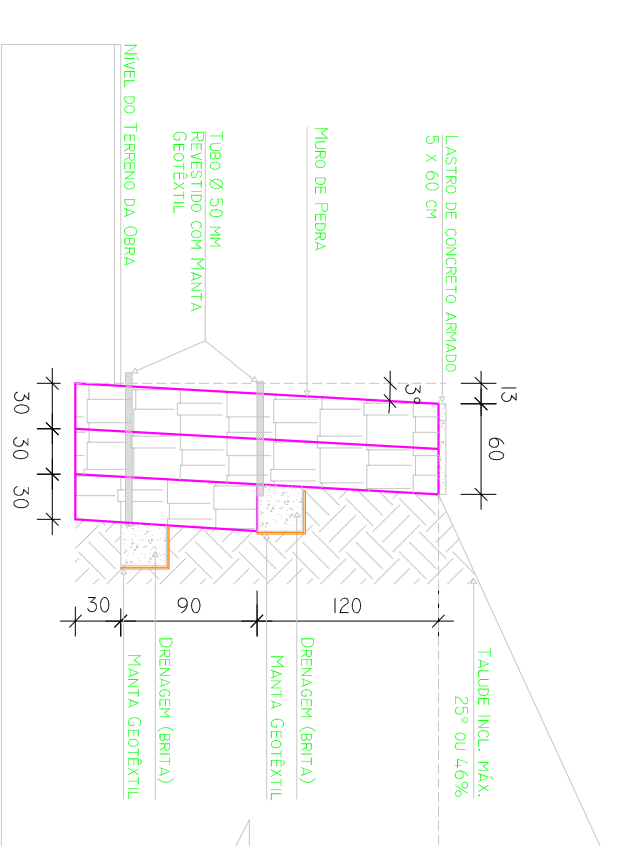 LASTRO DE CONCRETO ARMADO
5 X 60 CM
MURO DE PEDRA
TUBO Ø 50 MM
REVESTIDO COM MANTA
GEOTÊXTIL
NÍVEL DO TERRENO DA OBRA
13
60
3º
30
30
30
120
90
30
TALUDE INCL. MÁX.
25º OU 46%
DRENAGEM (BRITA)
MANTA GEOTÊXTIL
DRENAGEM (BRITA)
MANTA GEOTÊXTIL